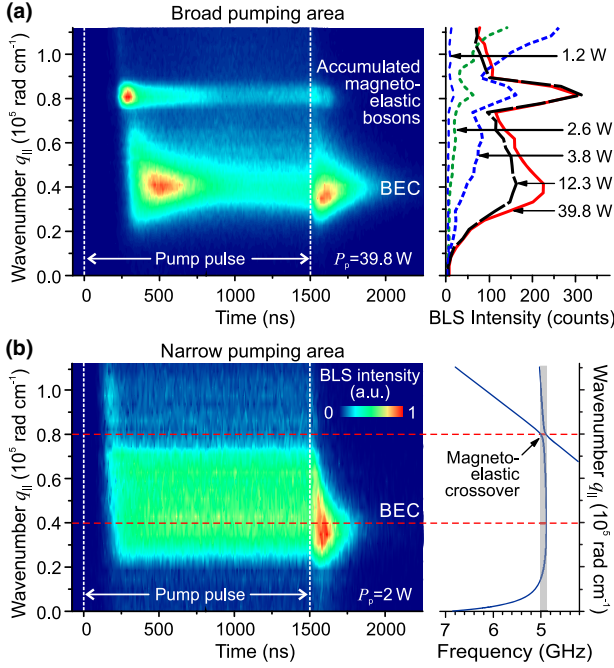 (a)
Broad pumping area
Wavenumber q|| (10⁵ rad cm⁻¹)
0.0
0.2
0.4
0.6
0.8
1.0
Accumulated
magneto-
elastic
bosons
BEC
Pump pulse
Pp=39.8 W
0
500
1000
1500
2000
Time (ns)
1.2 W
2.6 W
3.8 W
12.3 W
39.8 W
0
100
200
300
BLS Intensity (counts)
(b)
Narrow pumping area
Wavenumber q|| (10⁵ rad cm⁻¹)
0.0
0.2
0.4
0.6
0.8
1.0
BLS intensity
(a.u.)
0
1
BEC
Pump pulse
Pp=2 W
0
500
1000
1500
2000
Time (ns)
Magneto-
elastic
crossover
7
6
5
Frequency (GHz)
Wavenumber q|| (10⁵ rad cm⁻¹)